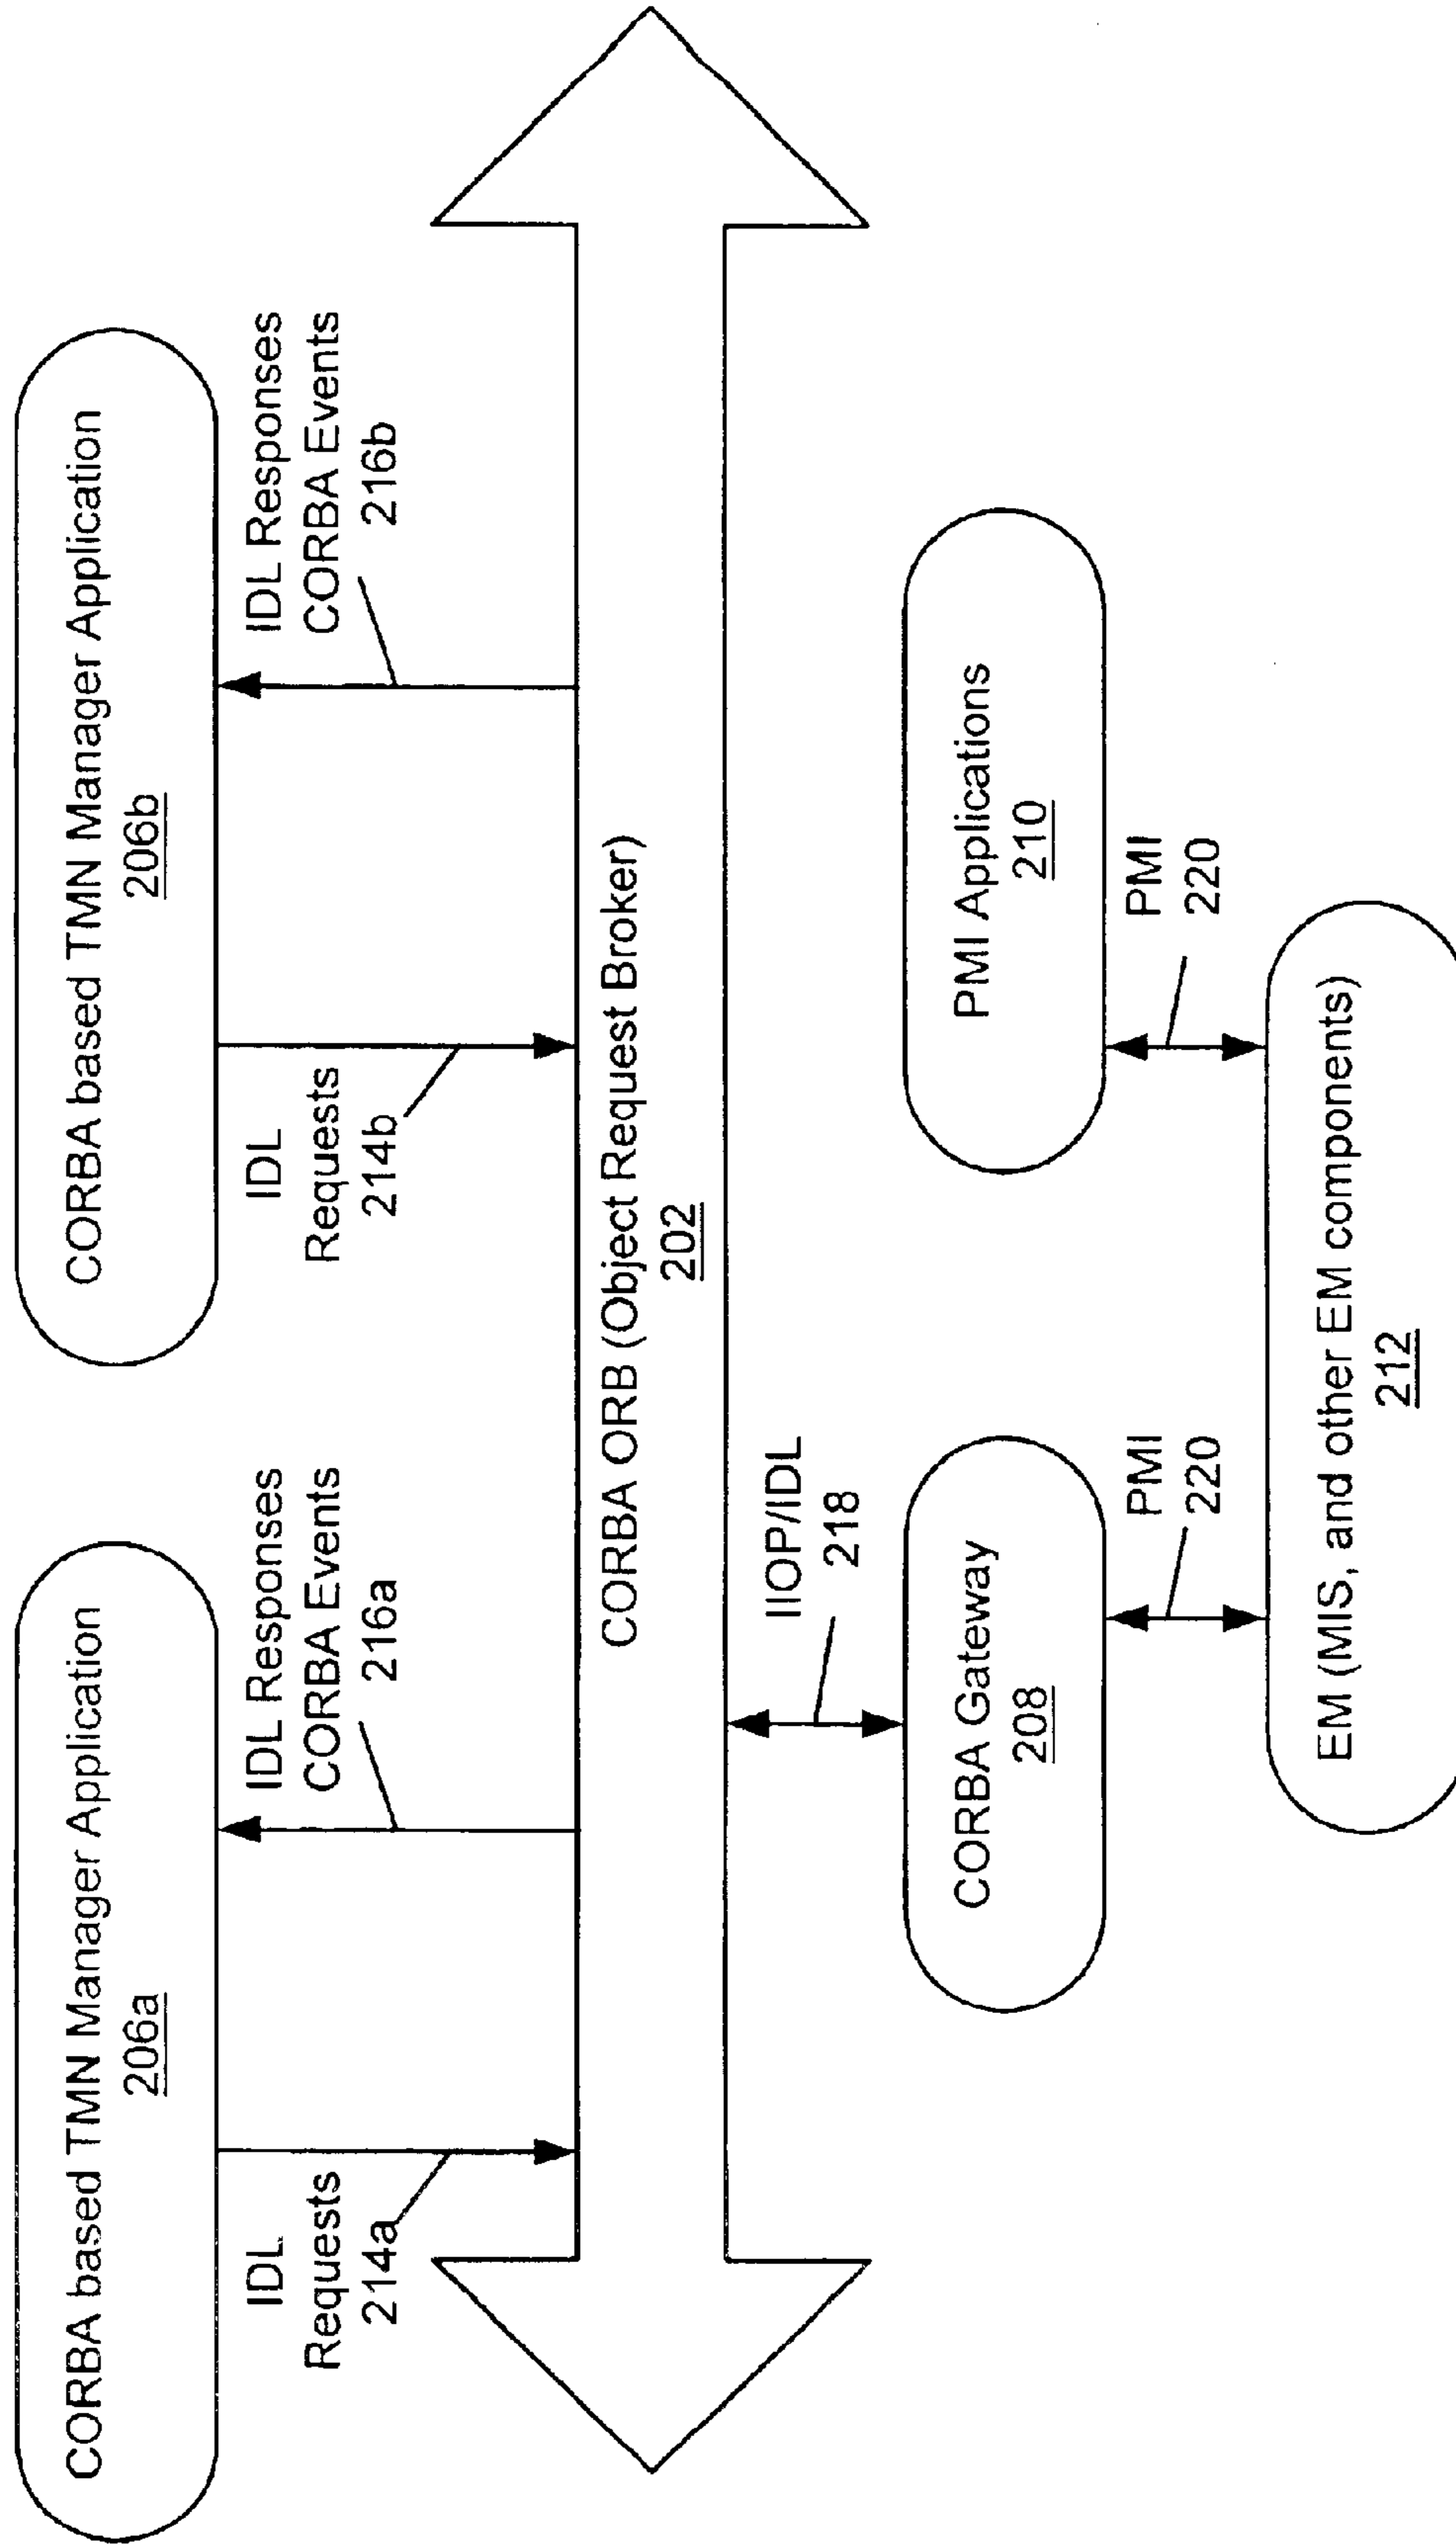 CORBA based TMN Manager Application
206a
CORBA based TMN Manager Application
206b
IDL
Requests
214a
IDL Responses
CORBA Events
216a
IDL
Requests
214b
IDL Responses
CORBA Events
216b
CORBA ORB (Object Request Broker)
202
IIOP/IDL
218
CORBA Gateway
208
PMI Applications
210
PMI
220
PMI
220
EM (MIS, and other EM components)
212